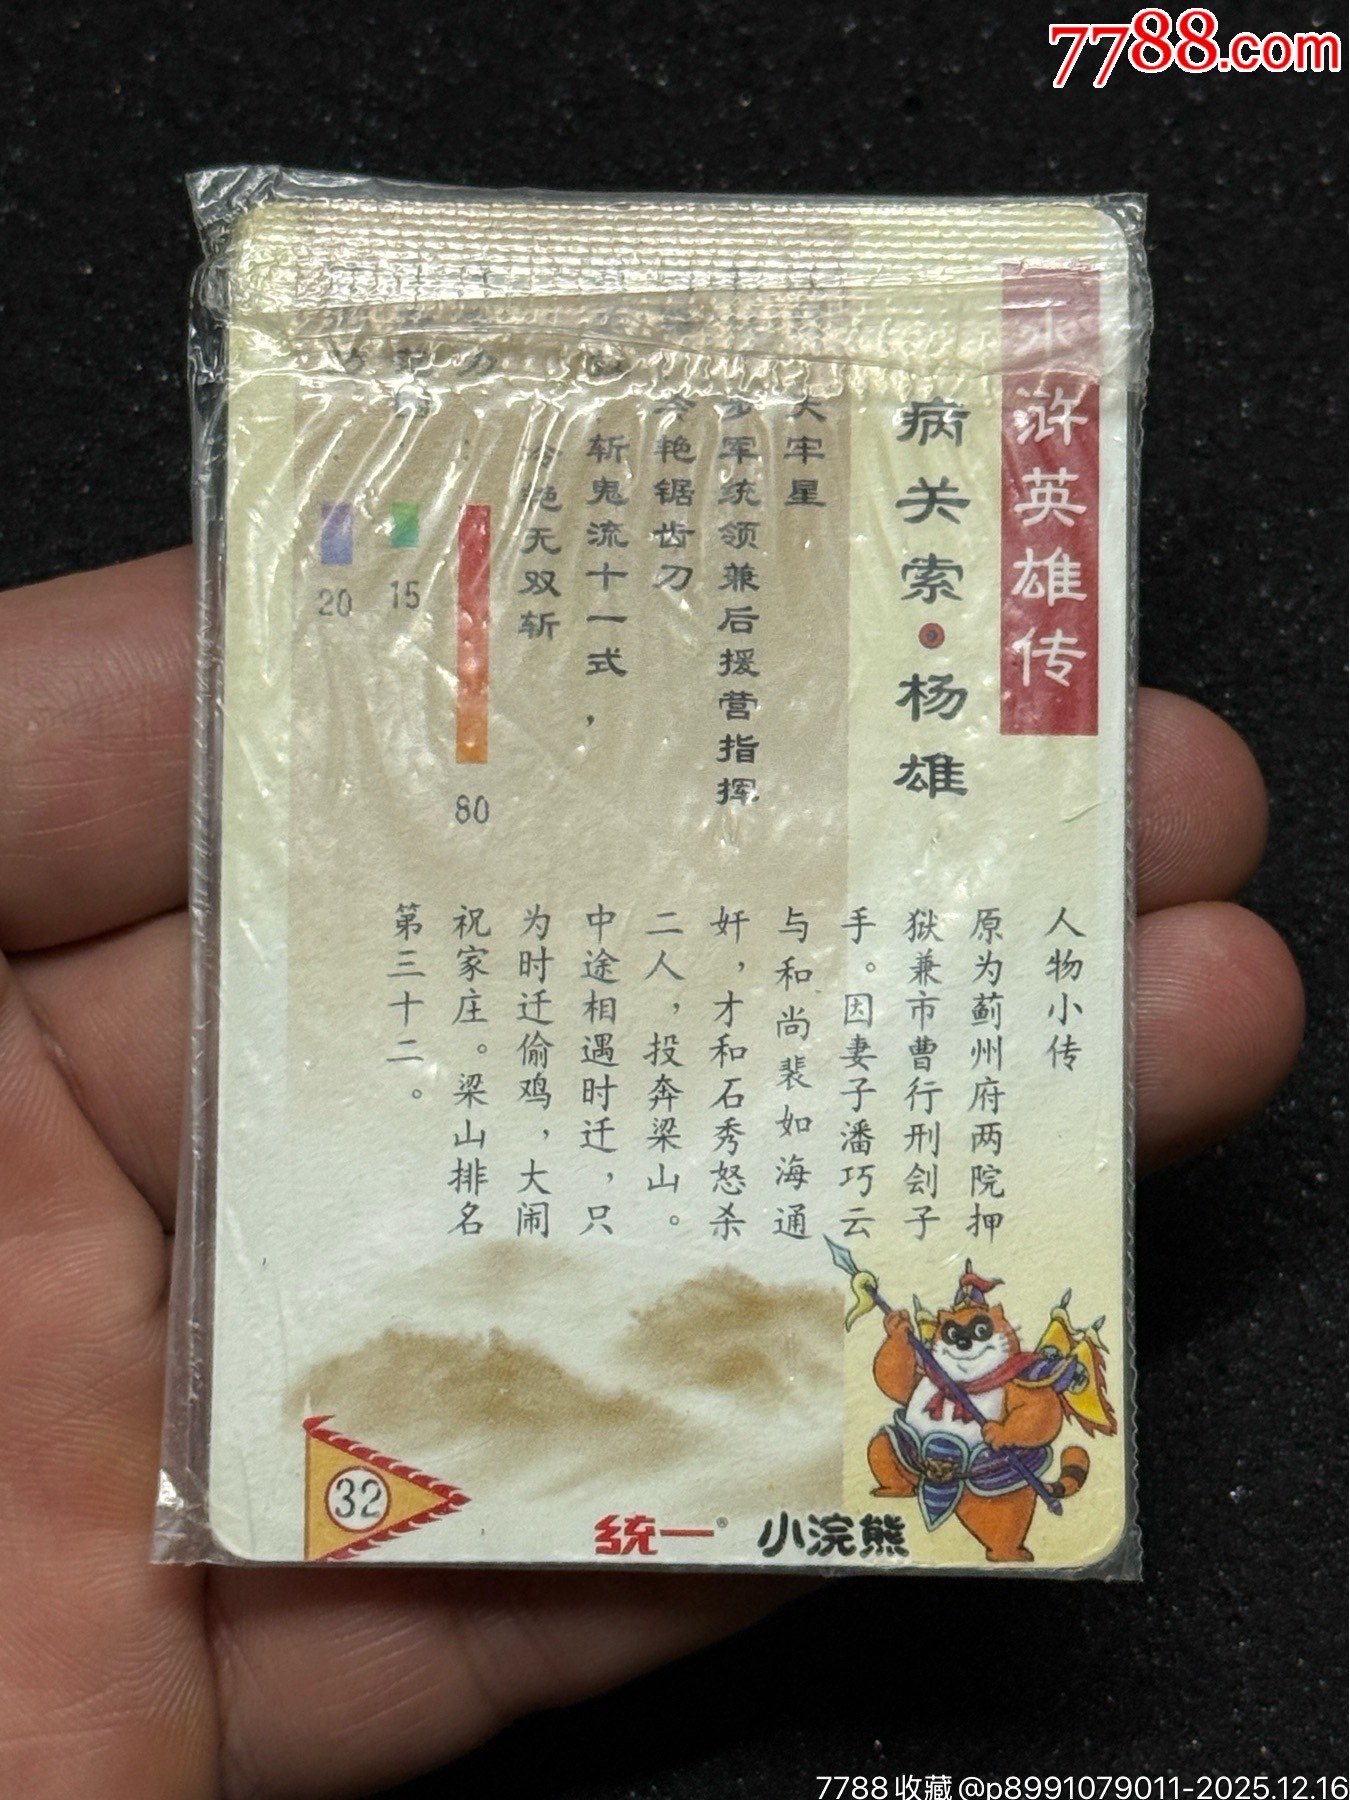 7788.com
水浒英雄传
病关索·杨雄
天牢星
步军统领兼后援营指挥
冷艳锯齿刀
斩鬼流十一式，
冷艳无双斩
80
15
20
人物小传
原为蓟州府两院押
狱兼市曹行刑刽子
手。因妻子潘巧云
与和尚裴如海通
奸，才和石秀怒杀
二人，投奔梁山。
中途相遇时迁，只
为时迁偷鸡，大闹
祝家庄。梁山排名
第三十二。
32
统一® 小浣熊
7788收藏@p8991079011-2025.12.16